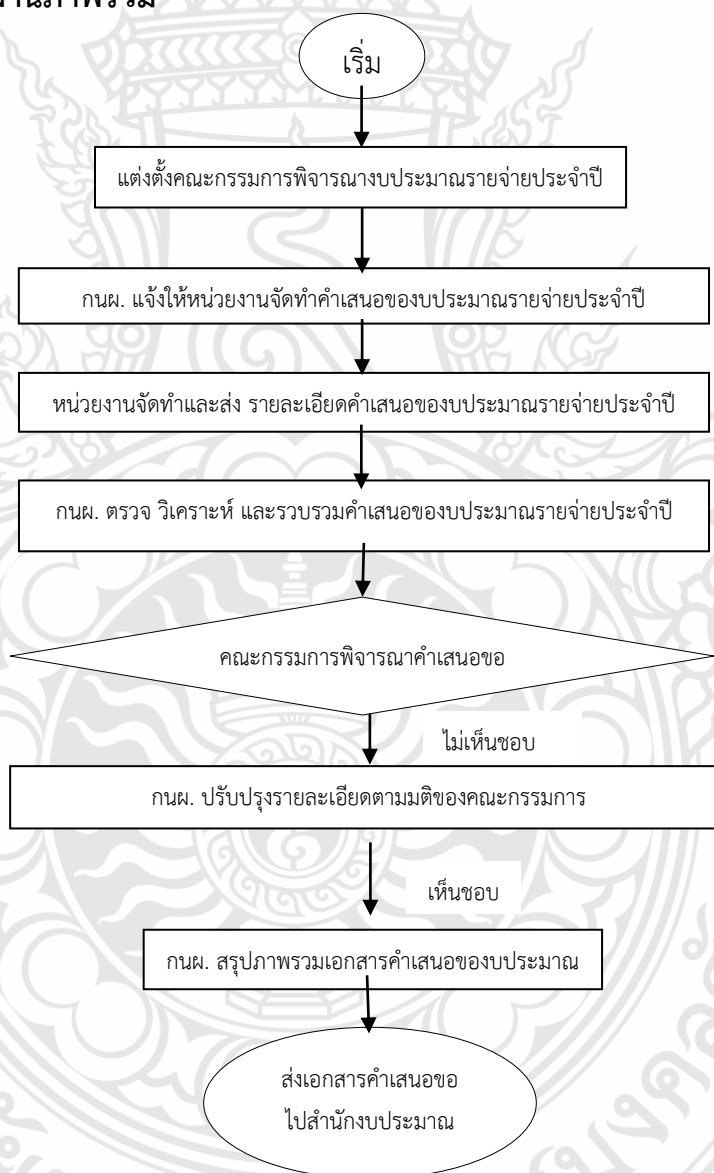 เริ่ม
แต่งตั้งคณะกรรมการพิจารณางบประมาณรายจ่ายประจำปี
กนผ. แจ้งให้หน่วยงานจัดทำคำเสนอของบประมาณรายจ่ายประจำปี
หน่วยงานจัดทำและส่ง รายละเอียดคำเสนอของบประมาณรายจ่ายประจำปี
กนผ. ตรวจ วิเคราะห์ และรวบรวมคำเสนอของบประมาณรายจ่ายประจำปี
คณะกรรมการพิจารณาคำเสนอขอ
ไม่เห็นชอบ
กนผ. ปรับปรุงรายละเอียดตามมติของคณะกรรมการ
เห็นชอบ
กนผ. สรุปภาพรวมเอกสารคำเสนอของบประมาณ
ส่งเอกสารคำเสนอขอ
ไปสำนักงบประมาณ